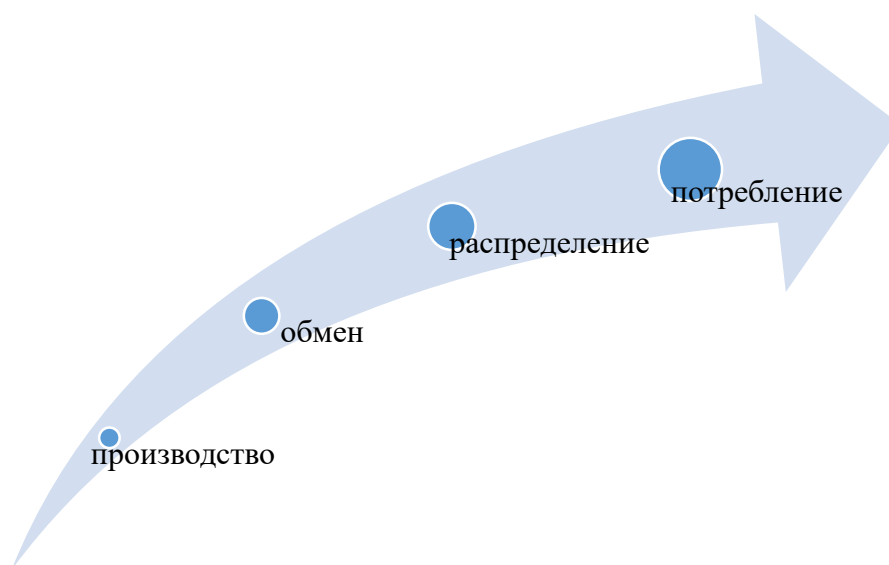 потребление
распределение
обмен
производство